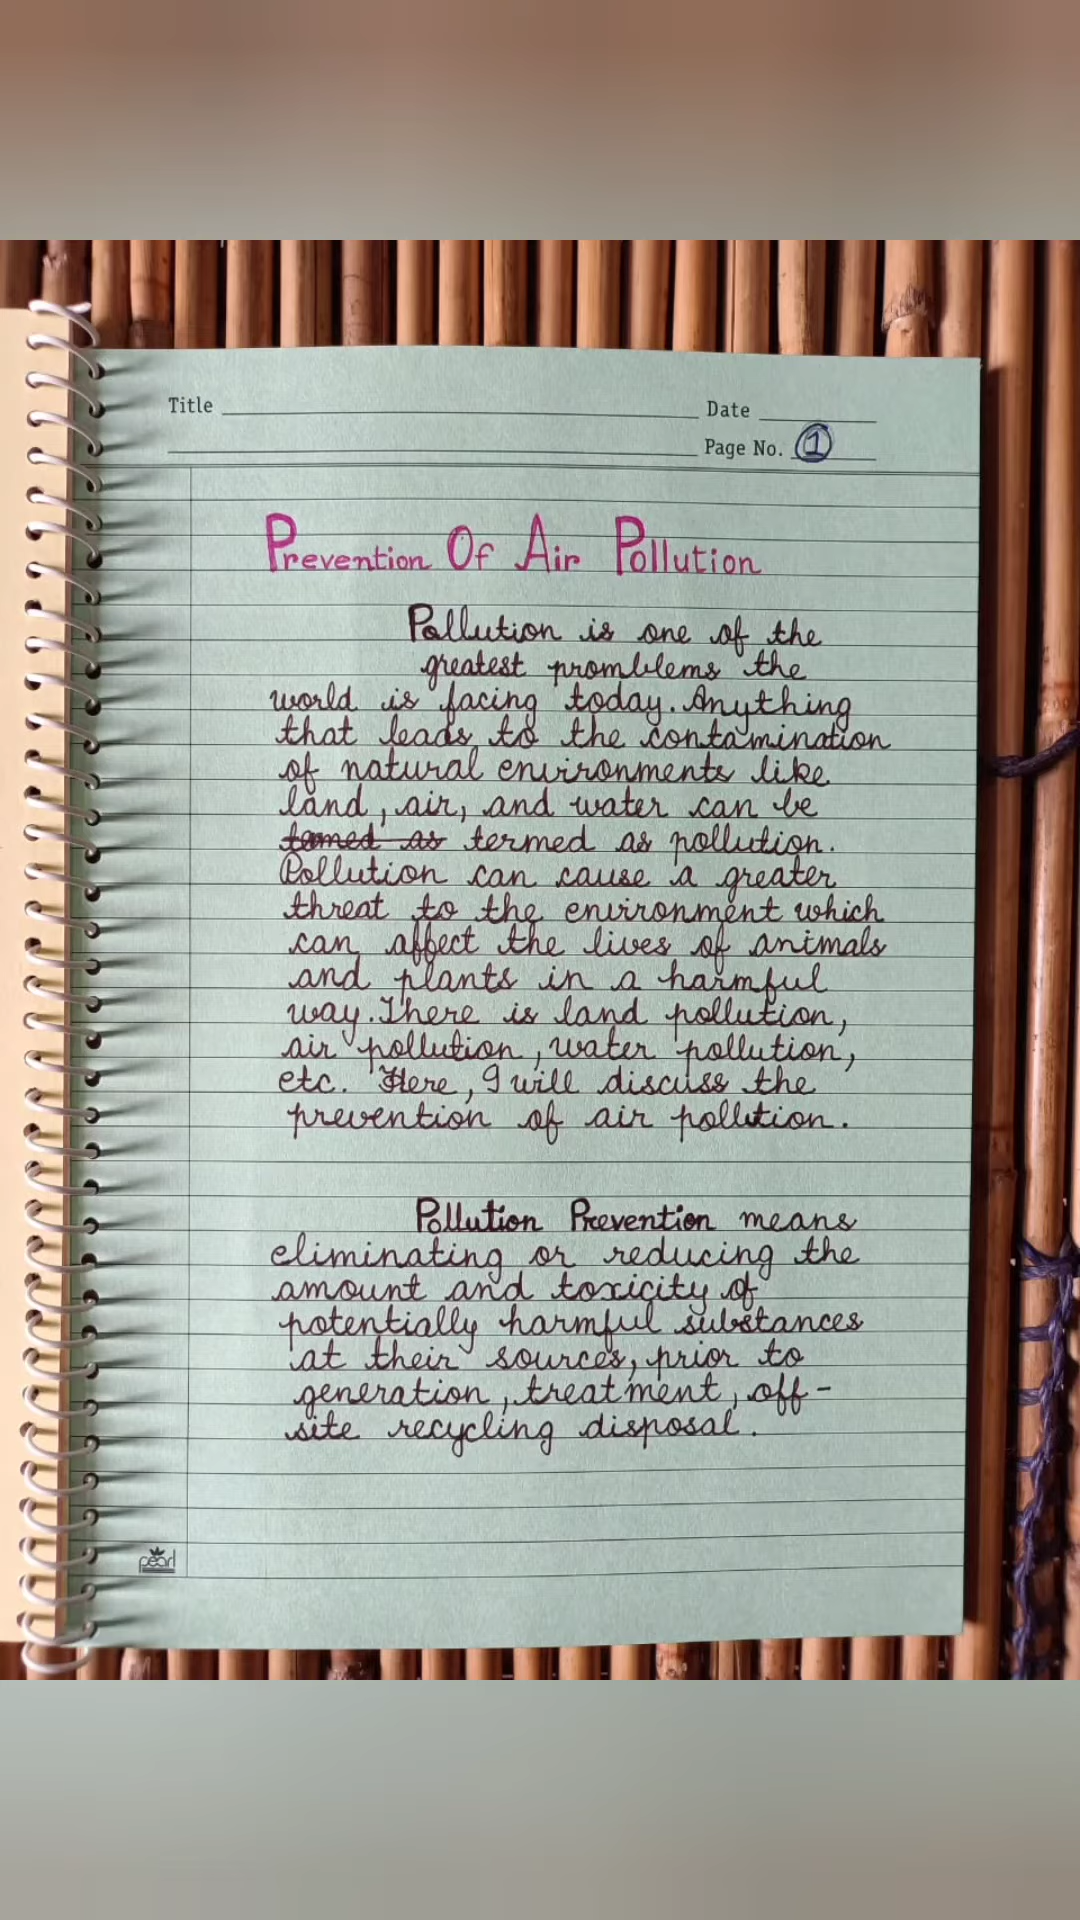 Title
Date
Page No. 1
Prevention Of Air Pollution
Pollution is one of the
greatest promblems the
world is facing today. Anything
that leads to the contamination
of natural environments like
land, air, and water can be
temed as termed as pollution.
Pollution can cause a greater
threat to the environment which
can affect the lives of animals
and plants in a harmful
way. There is land pollution,
air pollution, water pollution,
etc. Here, I will discuss the
prevention of air pollution.
Pollution Prevention means
eliminating or reducing the
amount and toxicity of
potentially harmful substances
at their sources, prior to
generation, treatment, off-
site recycling disposal.
pearl